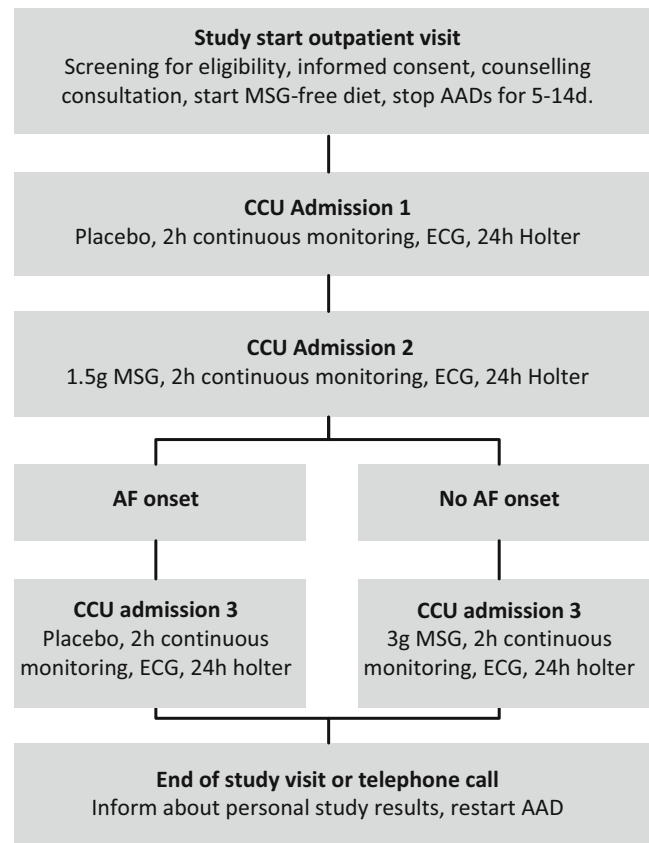 Study start outpatient visit
Screening for eligibility, informed consent, counselling
consultation, start MSG-free diet, stop AADs for 5-14d.
CCU Admission 1
Placebo, 2h continuous monitoring, ECG, 24h Holter
CCU Admission 2
1.5g MSG, 2h continuous monitoring, ECG, 24h Holter
AF onset
No AF onset
CCU admission 3
Placebo, 2h continuous
monitoring, ECG, 24h holter
CCU admission 3
3g MSG, 2h continuous
monitoring, ECG, 24h holter
End of study visit or telephone call
Inform about personal study results, restart AAD